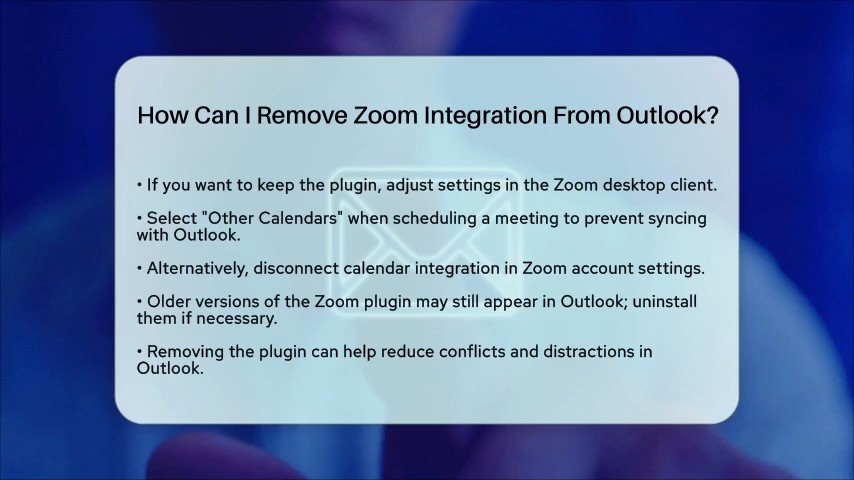 How Can I Remove Zoom Integration From Outlook?
• If you want to keep the plugin, adjust settings in the Zoom desktop client.
• Select "Other Calendars" when scheduling a meeting to prevent syncing
with Outlook.
• Alternatively, disconnect calendar integration in Zoom account settings.
• Older versions of the Zoom plugin may still appear in Outlook; uninstall
them if necessary.
• Removing the plugin can help reduce conflicts and distractions in
Outlook.